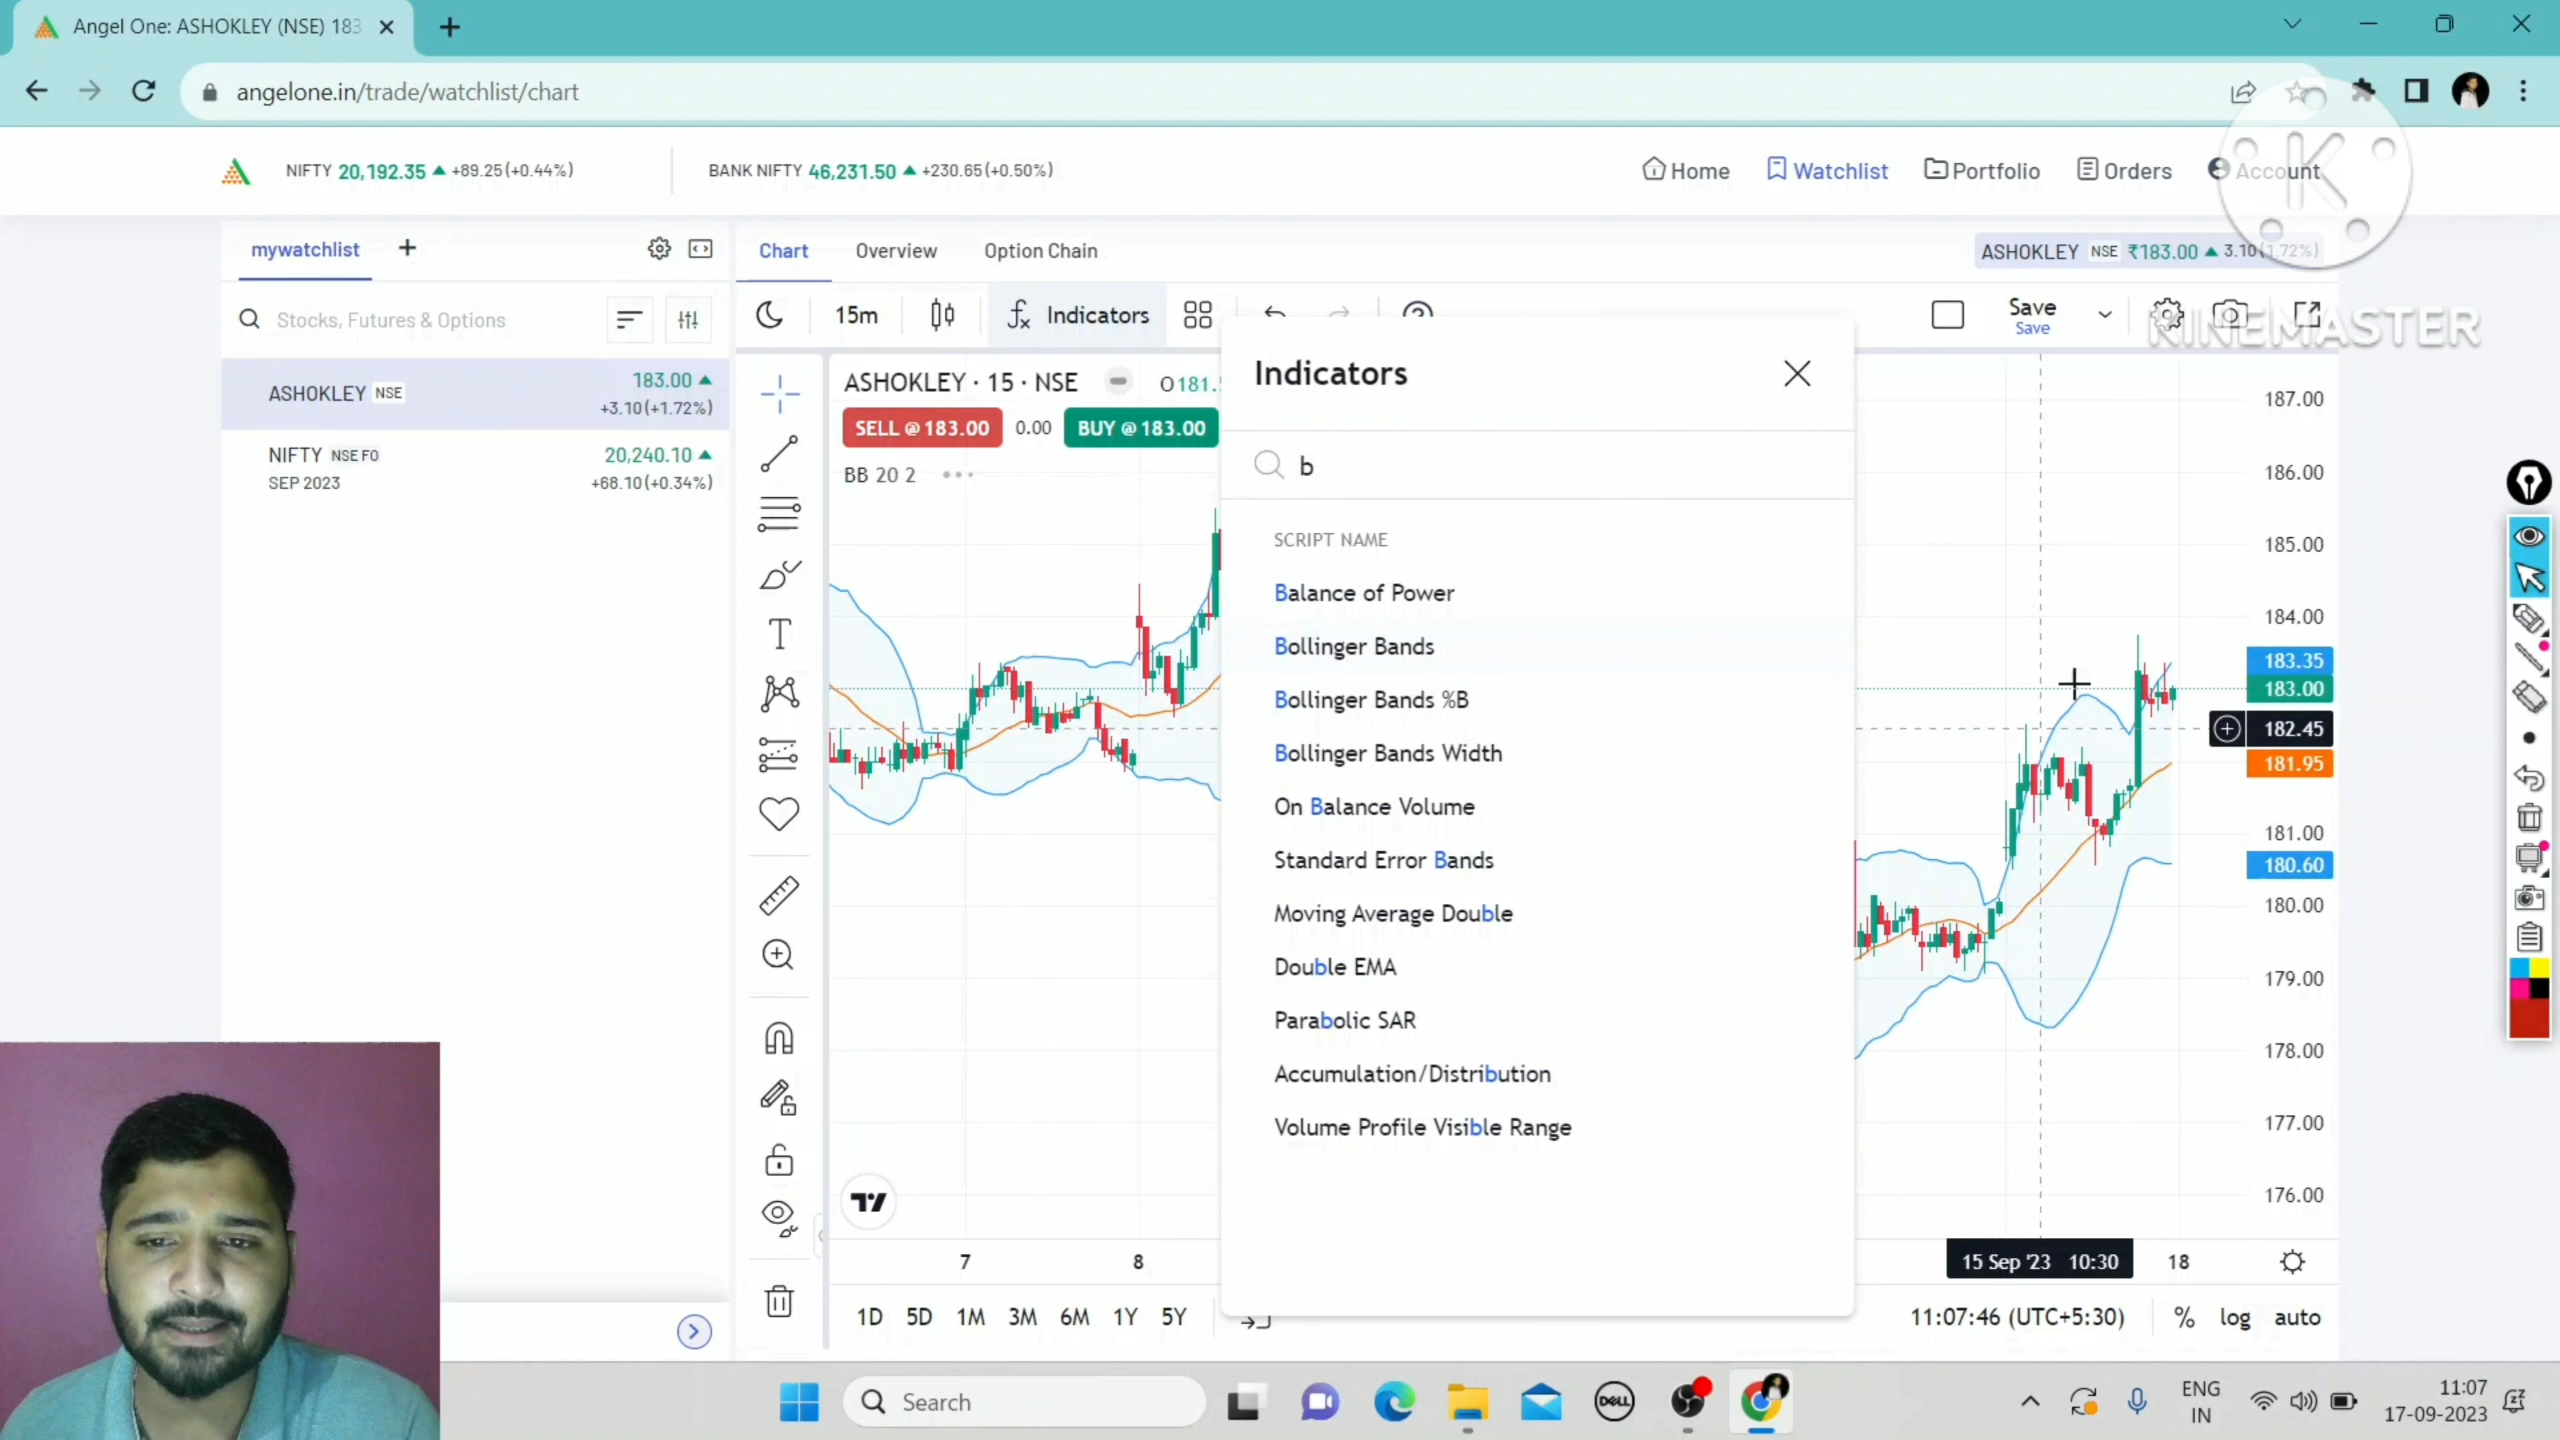 Angel One: ASHOKLEY (NSE) 183
angelone.in/trade/watchlist/chart
NIFTY 20,192.35 +89.25(+0.44%)
BANK NIFTY 46,231.50 +230.65(+0.50%)
Home
Watchlist
Portfolio
Orders
Account
K
KINEMASTER
mywatchlist
Chart
Overview
Option Chain
ASHOKLEY NSE ₹183.00 3.10(1.72%)
Stocks, Futures & Options
15m
Indicators
Save
Save
ASHOKLEY NSE
183.00
+3.10(+1.72%)
NIFTY NSE FO
20,240.10
SEP 2023
+68.10(+0.34%)
ASHOKLEY · 15 · NSE
O181.
SELL @ 183.00
0.00
BUY @ 183.00
BB 20 2
Indicators
b
SCRIPT NAME
Balance of Power
Bollinger Bands
Bollinger Bands %B
Bollinger Bands Width
On Balance Volume
Standard Error Bands
Moving Average Double
Double EMA
Parabolic SAR
Accumulation/Distribution
Volume Profile Visible Range
187.00
186.00
185.00
184.00
183.35
183.00
182.45
181.95
181.00
180.60
180.00
179.00
178.00
177.00
176.00
7
8
15 Sep '23 10:30
18
1D 5D 1M 3M 6M 1Y 5Y
11:07:46 (UTC+5:30)
% log auto
Search
DELL
ENG
IN
11:07
17-09-2023